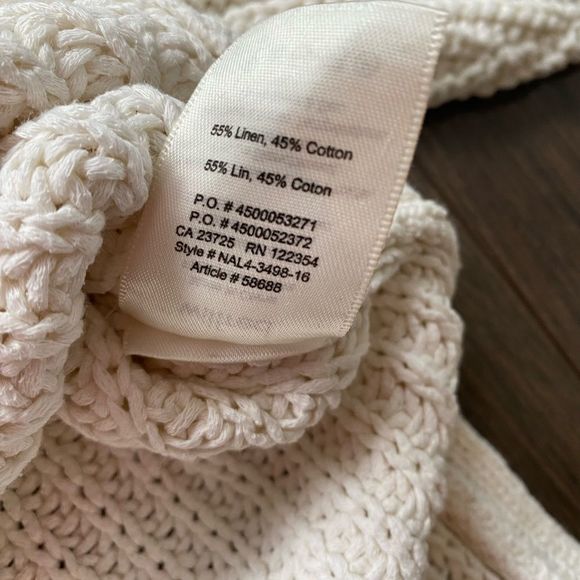 55% Linen, 45% Cotton
55% Lin, 45% Coton
P.O. # 4500053271
P.O. # 4500052372
CA 23725 RN 122354
Style # NAL4-3498-16
Article # 58688